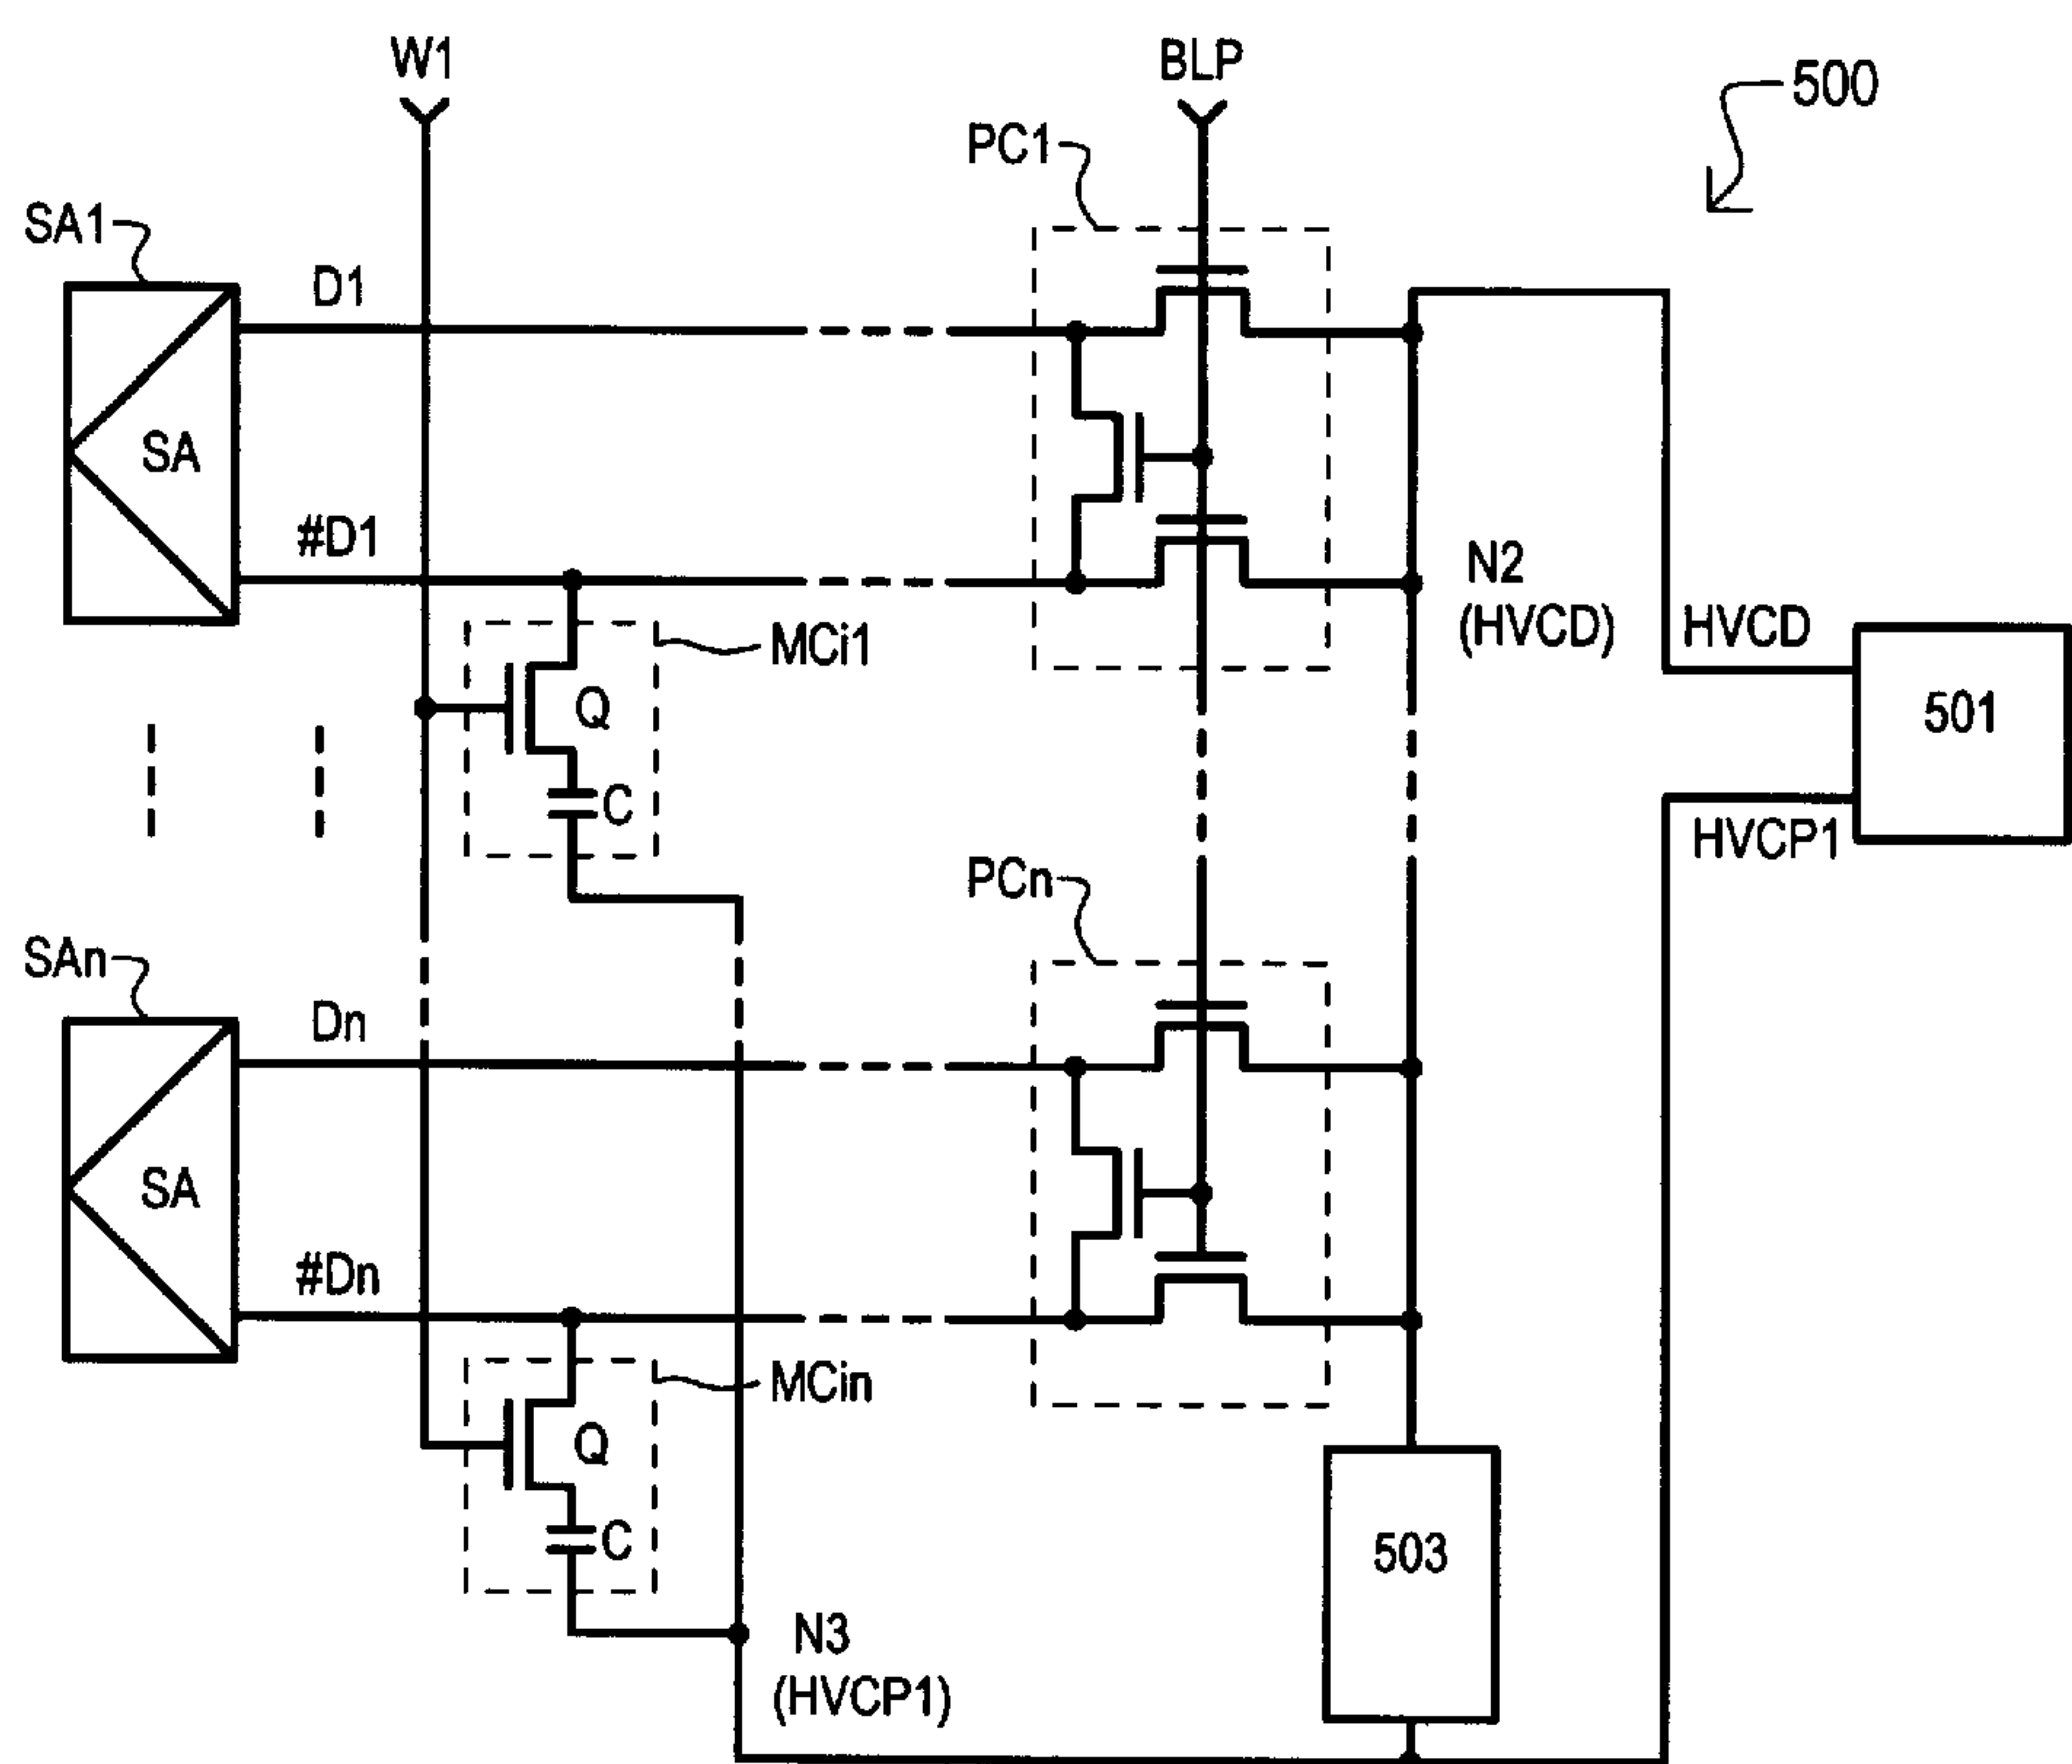 W1
BLP
500
PC1
SA1
D1
SA
#D1
N2
(HVCD)
HVCD
MCi1
Q
501
C
HVCP1
PCn
SAn
Dn
SA
#Dn
MCin
Q
C
503
N3
(HVCP1)